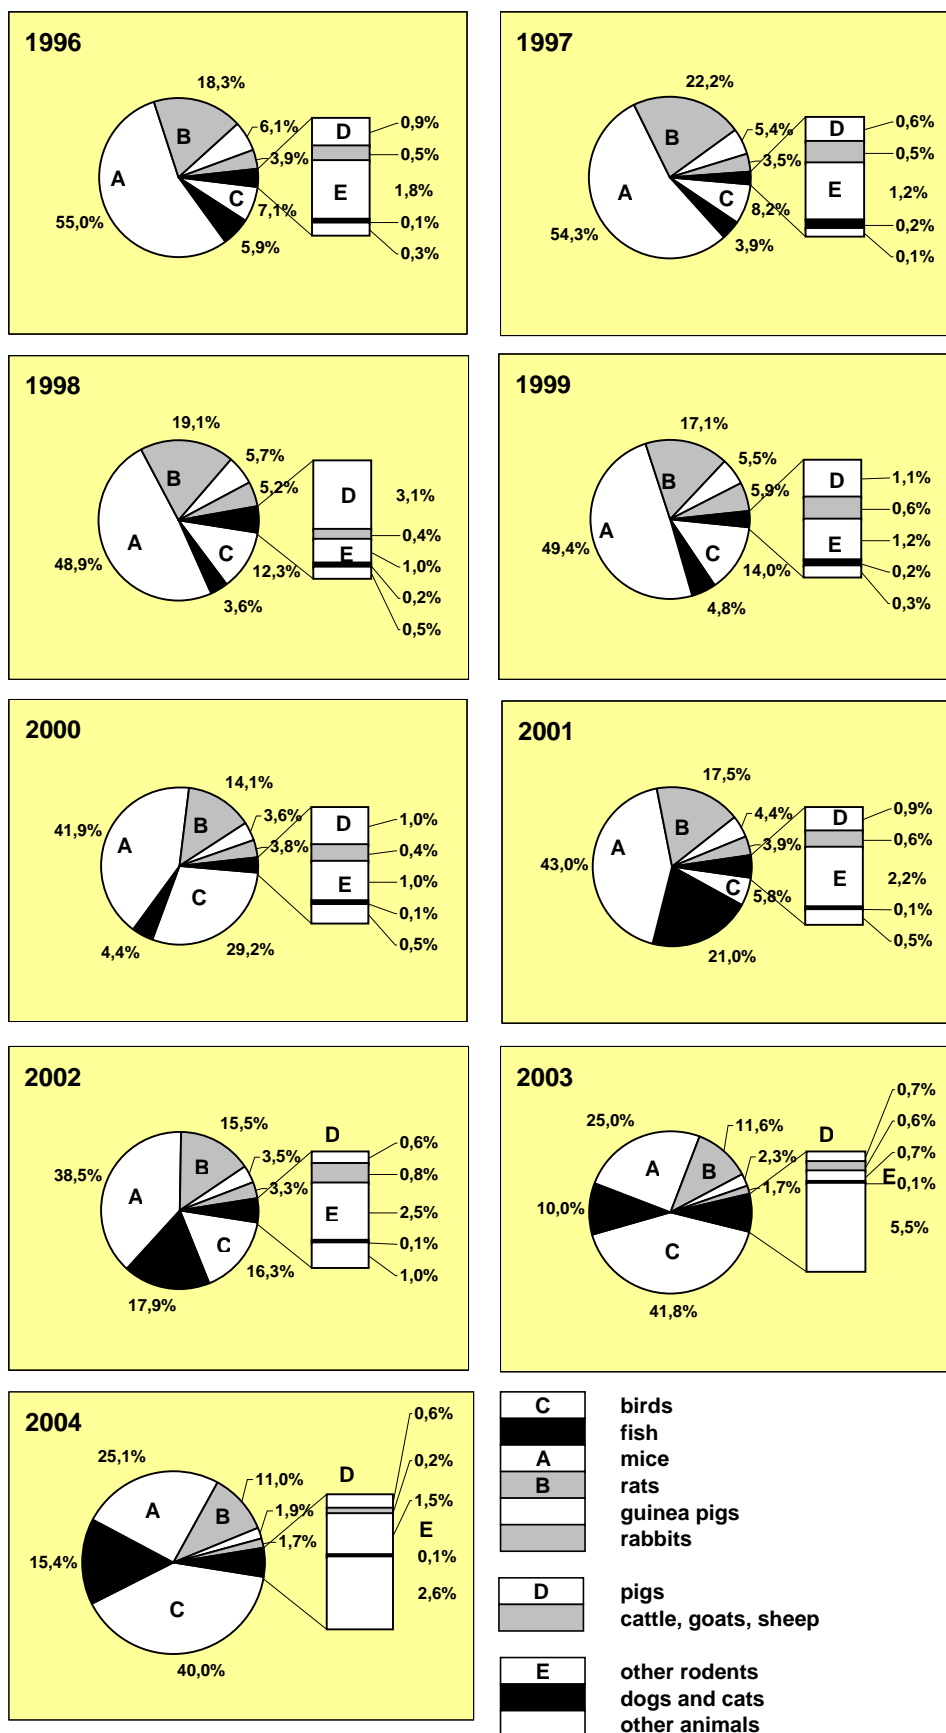 1996
18,3%
B
6,1%
D
0,9%
3,9%
0,5%
A
E
1,8%
C
7,1%
55,0%
0,1%
5,9%
0,3%
1997
22,2%
B
5,4%
D
0,6%
3,5%
0,5%
A
E
1,2%
C
8,2%
54,3%
0,2%
3,9%
0,1%
1998
19,1%
B
5,7%
5,2%
D
3,1%
0,4%
A
C
E
1,0%
48,9%
12,3%
0,2%
3,6%
0,5%
1999
17,1%
B
5,5%
D
1,1%
5,9%
0,6%
A
E
1,2%
49,4%
C
14,0%
0,2%
4,8%
0,3%
2000
14,1%
41,9%
A
B
3,6%
D
1,0%
3,8%
0,4%
C
E
1,0%
0,1%
4,4%
29,2%
0,5%
2001
17,5%
B
4,4%
D
0,9%
3,9%
0,6%
43,0%
A
C
5,8%
E
2,2%
0,1%
21,0%
0,5%
2002
15,5%
D
0,6%
38,5%
A
B
3,5%
0,8%
3,3%
E
2,5%
C
16,3%
0,1%
17,9%
1,0%
2003
0,7%
25,0%
11,6%
D
0,6%
A
B
2,3%
0,7%
1,7%
E
0,1%
10,0%
5,5%
C
41,8%
2004
0,6%
25,1%
D
0,2%
11,0%
A
B
1,9%
1,5%
1,7%
E
15,4%
0,1%
C
2,6%
40,0%
C birds
fish
A mice
B rats
guinea pigs
rabbits
D pigs
cattle, goats, sheep
E other rodents
dogs and cats
other animals